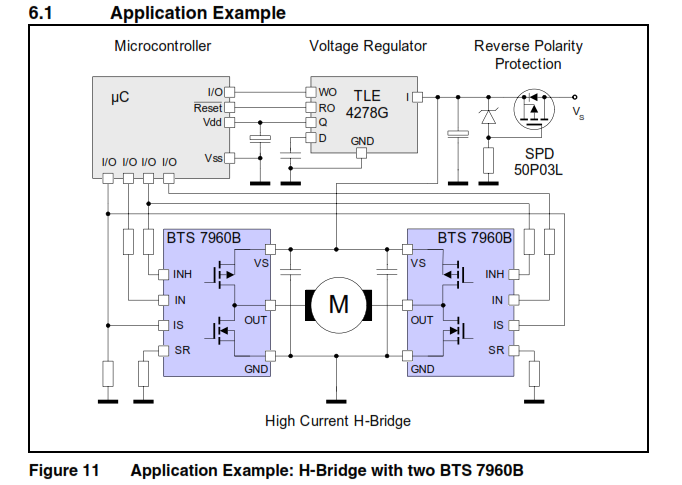 6.1 Application Example
Microcontroller
Voltage Regulator
Reverse Polarity
Protection
µC
I/O
Reset
Vdd
Vss
I/O I/O I/O I/O
WO
RO
Q
D
TLE
4278G
I
GND
VS
SPD
50P03L
BTS 7960B
VS
INH
IN
IS
SR
OUT
GND
M
BTS 7960B
VS
INH
IN
IS
SR
OUT
GND
High Current H-Bridge
Figure 11 Application Example: H-Bridge with two BTS 7960B